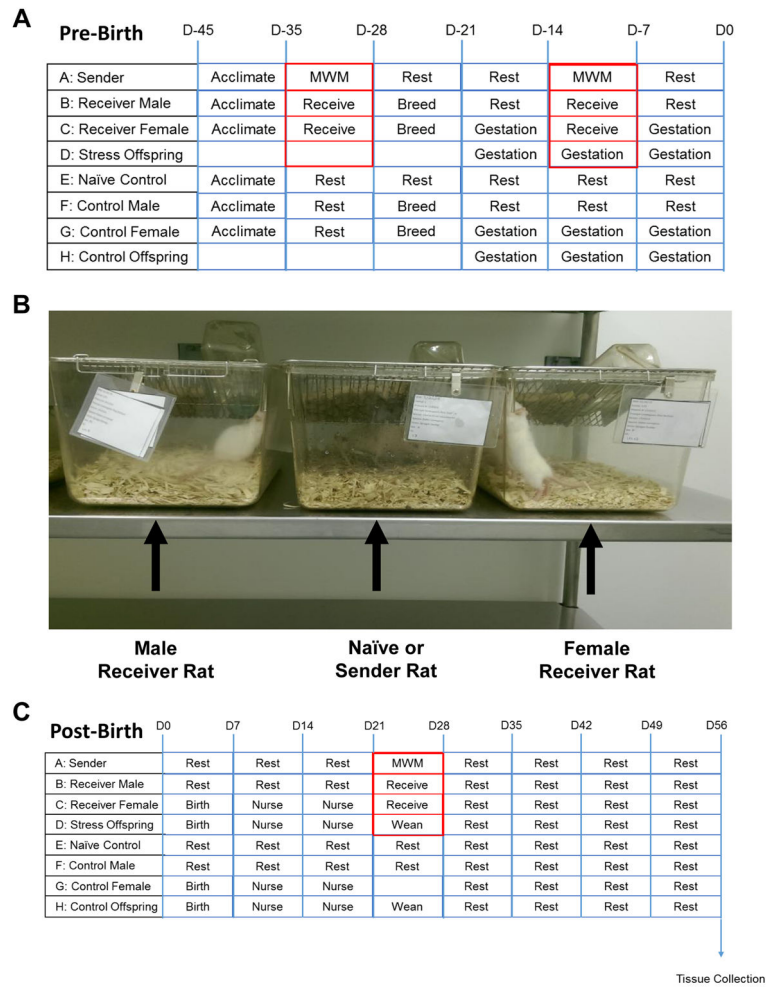 A
Pre-Birth D-45 D-35 D-28 D-21 D-14 D-7 D0
A: Sender Acclimate MWM Rest Rest MWM Rest
B: Receiver Male Acclimate Receive Breed Rest Receive Rest
C: Receiver Female Acclimate Receive Breed Gestation Receive Gestation
D: Stress Offspring Gestation Gestation Gestation
E: Naïve Control Acclimate Rest Rest Rest Rest Rest
F: Control Male Acclimate Rest Breed Rest Rest Rest
G: Control Female Acclimate Rest Breed Gestation Gestation Gestation
H: Control Offspring Gestation Gestation Gestation
B
Male
Receiver Rat
Naïve or
Sender Rat
Female
Receiver Rat
C
Post-Birth D0 D7 D14 D21 D28 D35 D42 D49 D56
A: Sender Rest Rest Rest MWM Rest Rest Rest Rest
B: Receiver Male Rest Rest Rest Receive Rest Rest Rest Rest
C: Receiver Female Birth Nurse Nurse Receive Rest Rest Rest Rest
D: Stress Offspring Birth Nurse Nurse Wean Rest Rest Rest Rest
E: Naïve Control Rest Rest Rest Rest Rest Rest Rest Rest
F: Control Male Rest Rest Rest Rest Rest Rest Rest Rest
G: Control Female Birth Nurse Nurse Rest Rest Rest Rest
H: Control Offspring Birth Nurse Nurse Wean Rest Rest Rest Rest
Tissue Collection